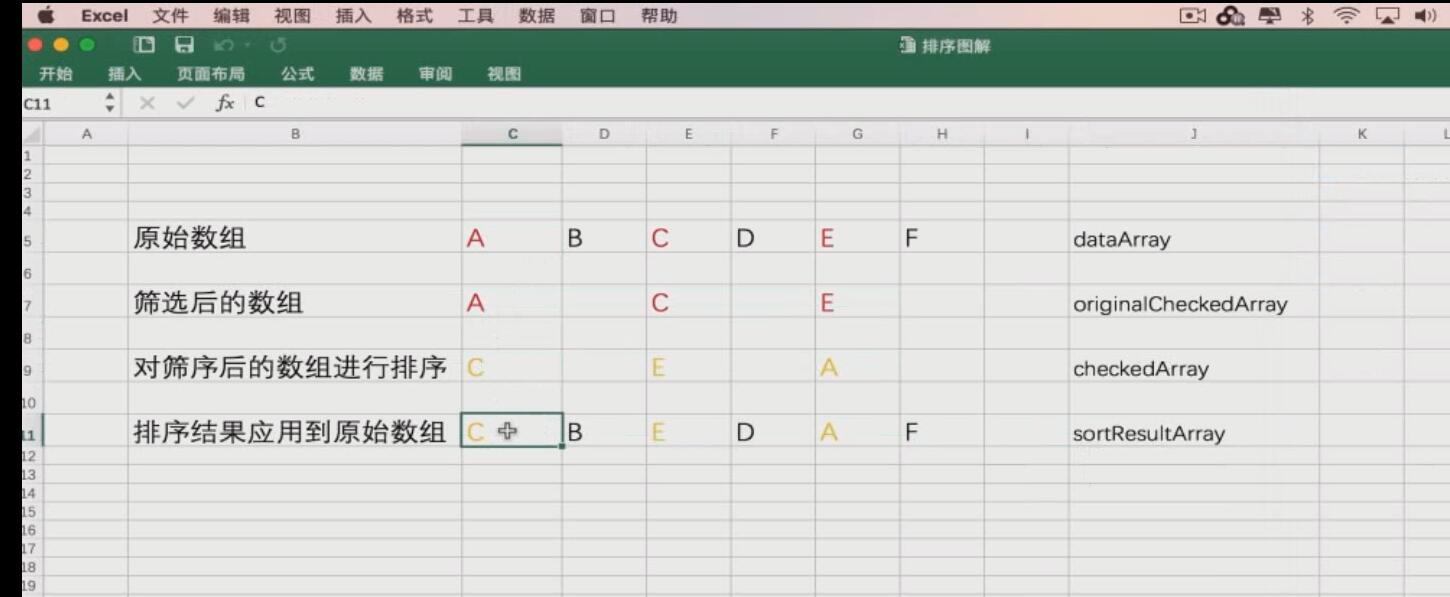 Excel 文件 编辑 视图 插入 格式 工具 数据 窗口 帮助
排序图解
开始 插入 页面布局 公式 数据 审阅 视图
C11 fx C
A B C D E F G H I J K L
1
2
3
4
5 原始数组 A B C D E F dataArray
6
7 筛选后的数组 A C E originalCheckedArray
8
9 对筛序后的数组进行排序 C E A checkedArray
10
11 排序结果应用到原始数组 C B E D A F sortResultArray
12
13
14
15
16
17
18
19